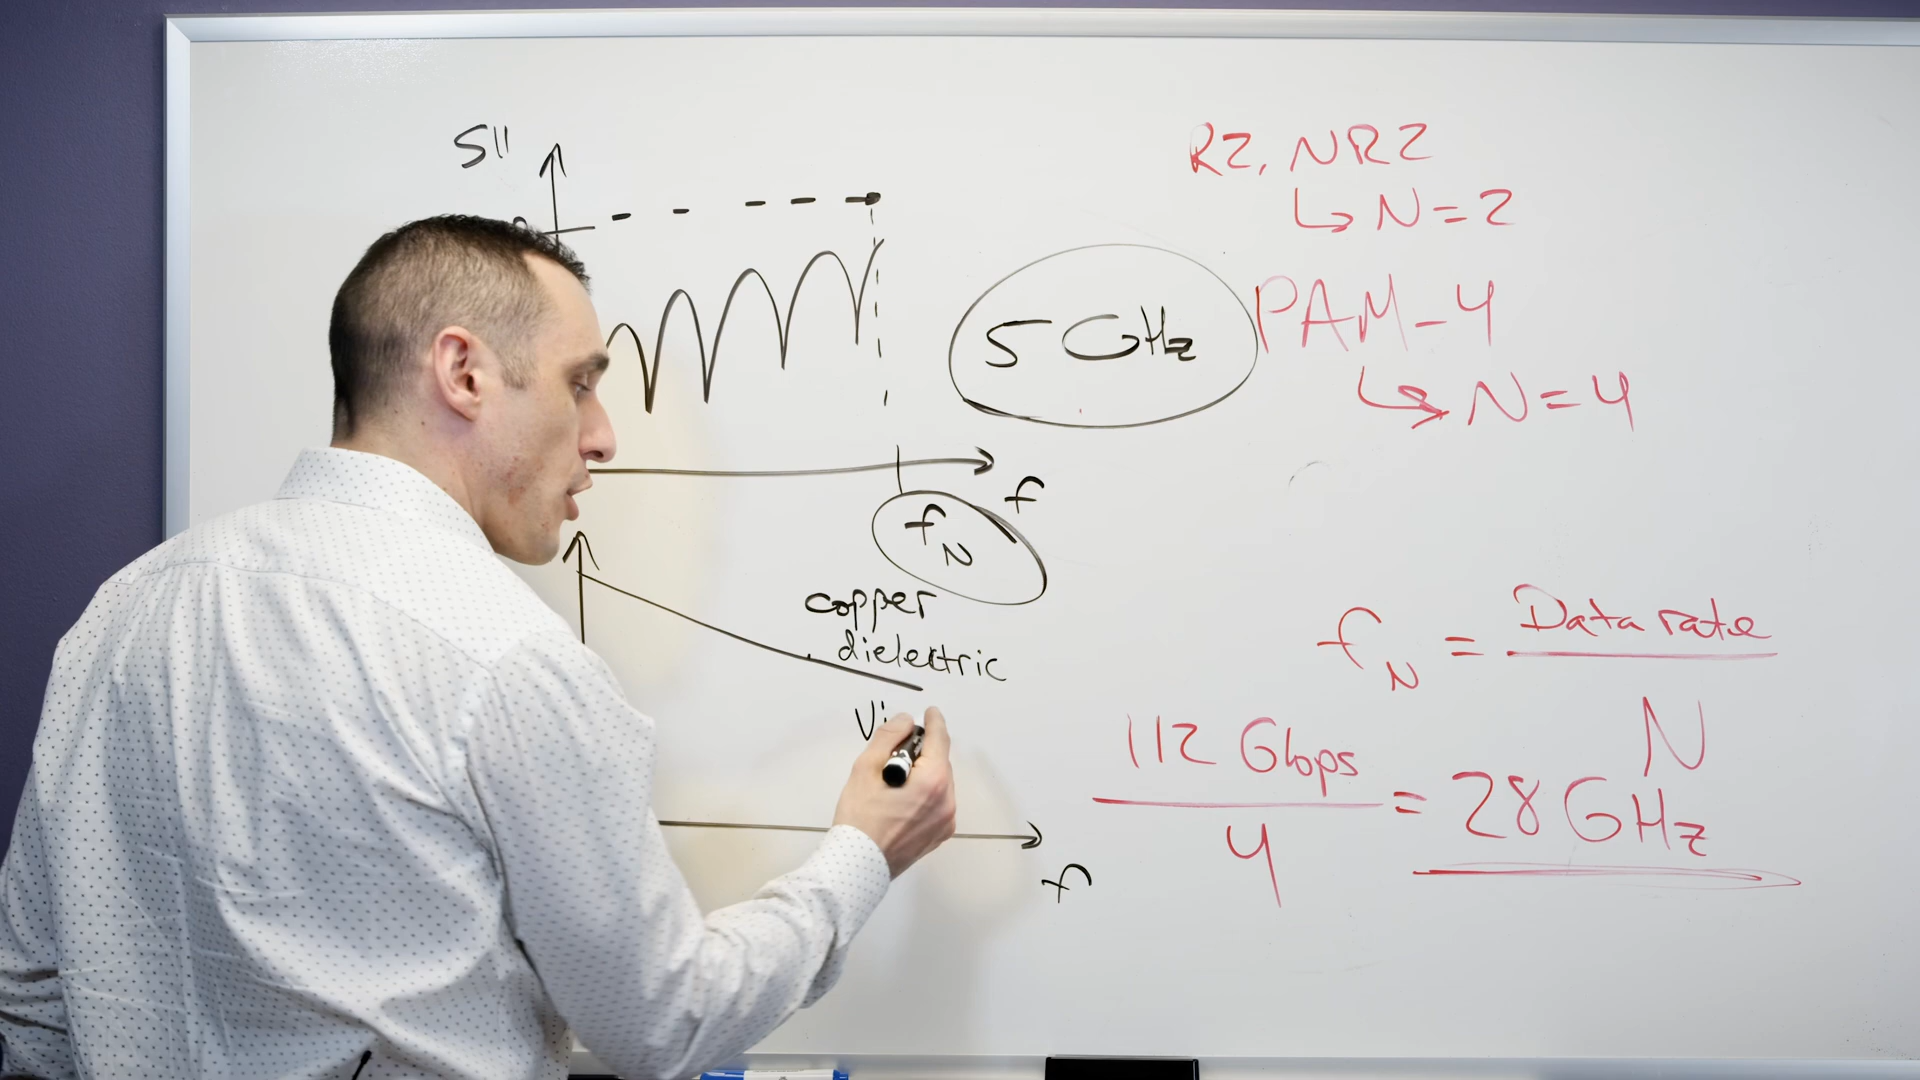 S11
f
fN
copper
dielectric
Vi
f
5 GHz
RZ, NRZ
↳ N=2
PAM-4
↳ N=4
fN = Data rate
N
112 Gbps
4
= 28 GHz